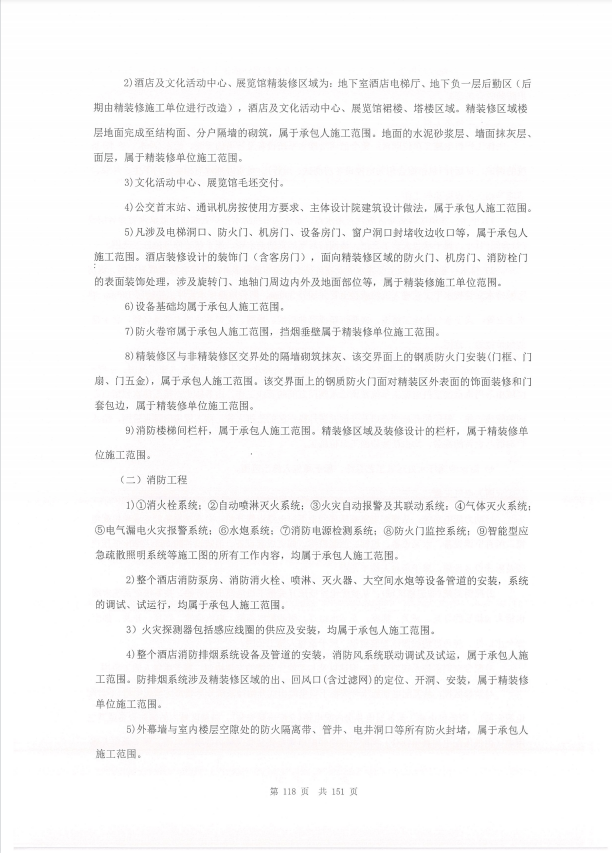 2)酒店及文化活动中心、展览馆精装修区域为：地下室酒店电梯厅、地下负一层后勤区（后
期由精装修施工单位进行改造），酒店及文化活动中心、展览馆裙楼、塔楼区域。精装修区域楼
层地面完成至结构面、分户隔墙的砌筑，属于承包人施工范围。地面的水泥砂浆层、墙面抹灰层、
面层，属于精装修单位施工范围。
3)文化活动中心、展览馆毛坯交付。
4)公交首末站、通讯机房按使用方要求、主体设计院建筑设计做法，属于承包人施工范围。
5)凡涉及电梯洞口、防火门、机房门、设备房门、窗户洞口封堵收边收口等，属于承包人
施工范围。酒店装修设计的装饰门（含客房门），面向精装修区域的防火门、机房门、消防栓门
的表面装饰处理，涉及旋转门、地轴门周边内外及地面部位等，属于精装修施工单位范围。
6)设备基础均属于承包人施工范围。
7)防火卷帘属于承包人施工范围，挡烟垂壁属于精装修单位施工范围。
8)精装修区与非精装修区交界处的隔墙砌筑抹灰、该交界面上的钢质防火门安装(门框、门
扇、门五金)，属于承包人施工范围。该交界面上的钢质防火门面对精装区外表面的饰面装修和门
套包边，属于精装修单位施工范围。
9)消防楼梯间栏杆，属于承包人施工范围。精装修区域及装修设计的栏杆，属于精装修单
位施工范围。
（二）消防工程
1)①消火栓系统；②自动喷淋灭火系统；③火灾自动报警及其联动系统；④气体灭火系统；
⑤电气漏电火灾报警系统；⑥水炮系统；⑦消防电源检测系统；⑧防火门监控系统；⑨智能型应
急疏散照明系统等施工图的所有工作内容，均属于承包人施工范围。
2)整个酒店消防泵房、消防消火栓、喷淋、灭火器、大空间水炮等设备管道的安装，系统
的调试、试运行，均属于承包人施工范围。
3）火灾探测器包括感应线圈的供应及安装，均属于承包人施工范围。
4)整个酒店消防排烟系统设备及管道的安装，消防风系统联动调试及试运，属于承包人施
工范围。防排烟系统涉及精装修区域的出、回风口(含过滤网)的定位、开洞、安装，属于精装修
单位施工范围。
5)外幕墙与室内楼层空隙处的防火隔离带、管井、电井洞口等所有防火封堵，属于承包人
施工范围。
第 118 页 共 151 页